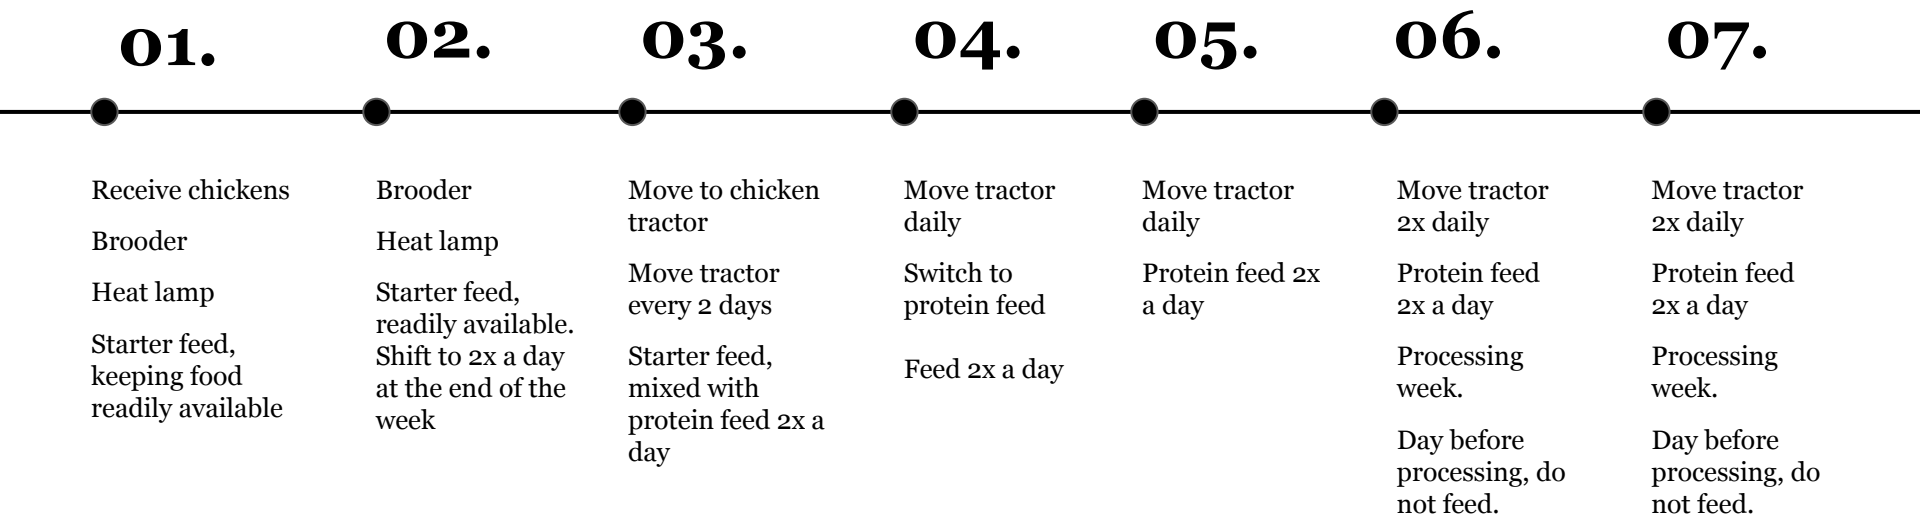 01.
02.
03.
04.
05.
06.
07.
Receive chickens
Brooder
Heat lamp
Starter feed,
keeping food
readily available
Brooder
Heat lamp
Starter feed,
readily available.
Shift to 2x a day
at the end of the
week
Move to chicken
tractor
Move tractor
every 2 days
Starter feed,
mixed with
protein feed 2x a
day
Move tractor
daily
Switch to
protein feed
Feed 2x a day
Move tractor
daily
Protein feed 2x
a day
Move tractor
2x daily
Protein feed
2x a day
Processing
week.
Day before
processing, do
not feed.
Move tractor
2x daily
Protein feed
2x a day
Processing
week.
Day before
processing, do
not feed.